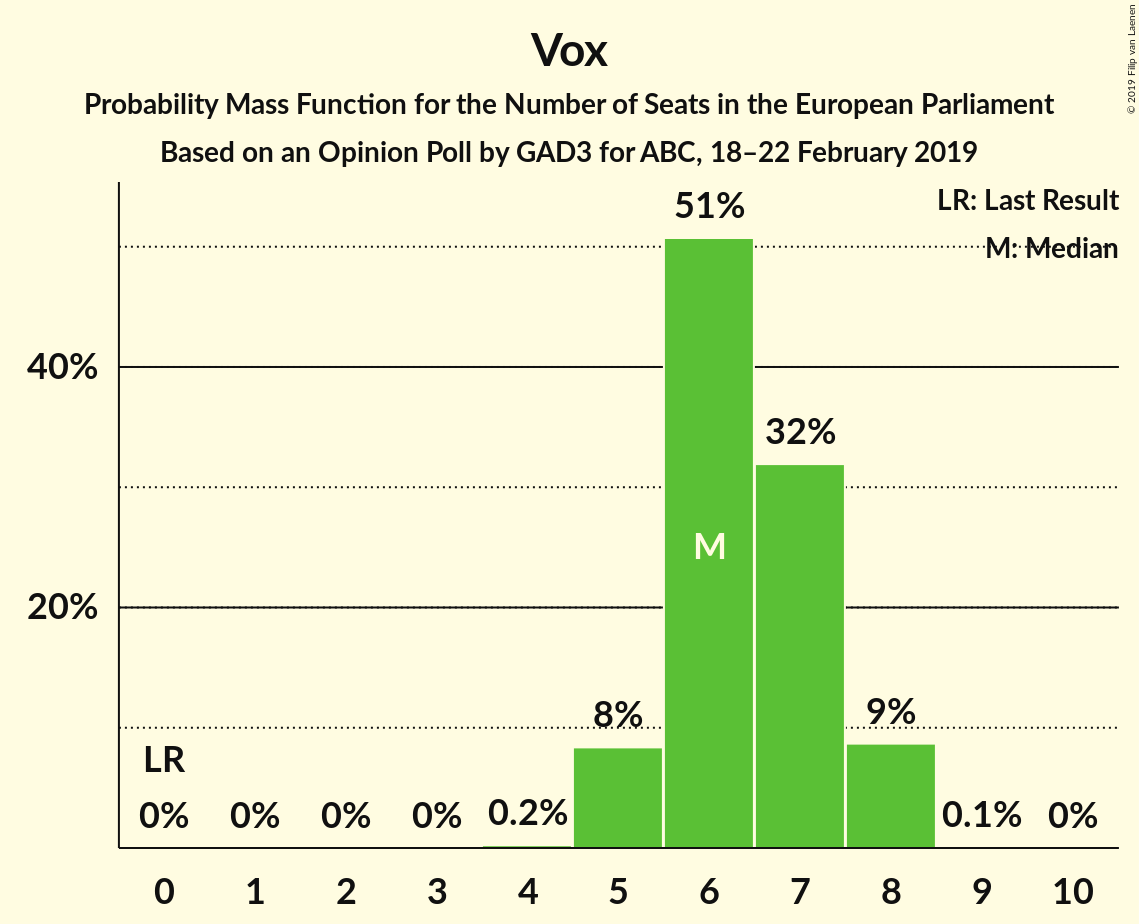 Vox
Probability Mass Function for the Number of Seats in the European Parliament
Based on an Opinion Poll by GAD3 for ABC, 18–22 February 2019
© 2019 Filip van Laenen
LR: Last Result
M: Median
51%
40%
32%
M
20%
8%
9%
LR
0% 0% 0% 0% 0.2% 0.1% 0%
0 1 2 3 4 5 6 7 8 9 10